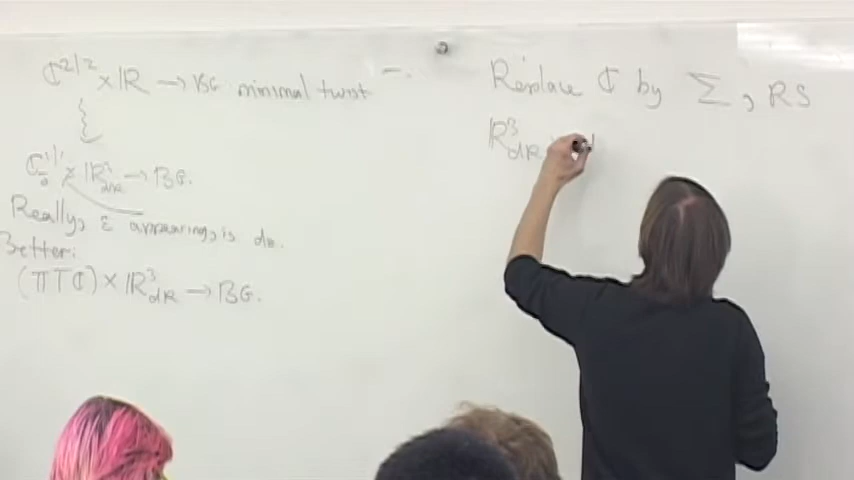 ℂ^{2|2} × ℝ → BG minimal twist
ℂ^{1|1} × ℝ^3_{dR} → BG.
Really, ε appearing, is dz.
Better:
(ΠTℂ) × ℝ^3_{dR} → BG.
Replace ℂ by Σ, RS
ℝ^3_{dR}